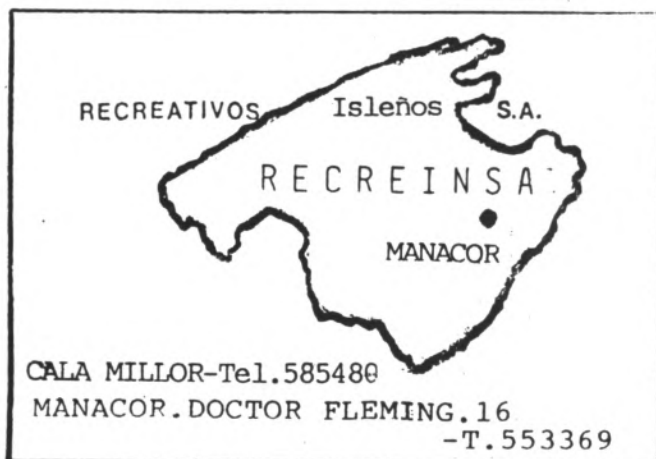 RECREATIVOS Isleños S.A.
RECREINSA
MANACOR
CALA MILLOR-Tel.585480
MANACOR.DOCTOR FLEMING.16
-T.553369